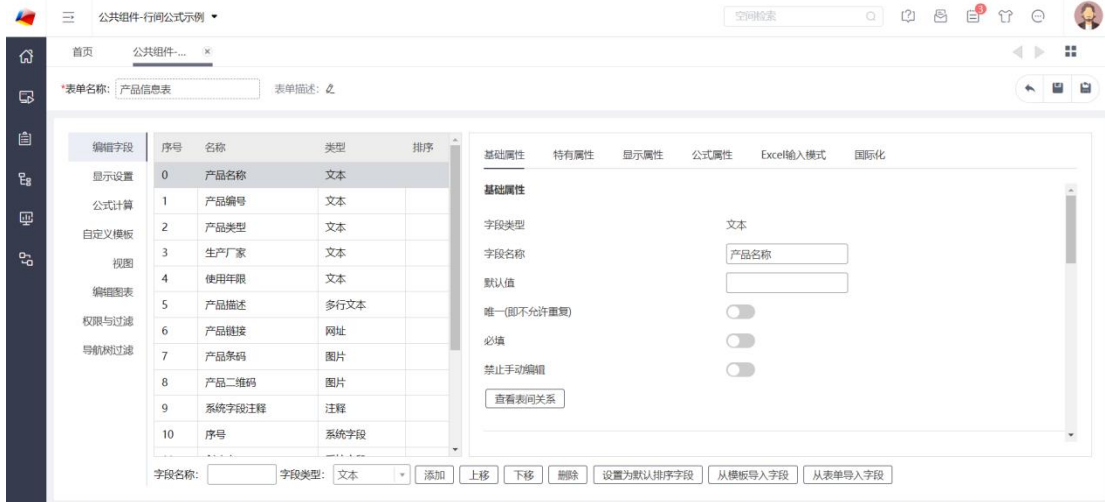 公共组件-行间公式示例
空间检索
3
首页 公共组件-... ×
*表单名称: 产品信息表 表单描述:
编辑字段
显示设置
公式计算
自定义模板
视图
编辑图表
权限与过滤
导航树过滤
序号 名称 类型 排序
0 产品名称 文本
1 产品编号 文本
2 产品类型 文本
3 生产厂家 文本
4 使用年限 文本
5 产品描述 多行文本
6 产品链接 网址
7 产品条码 图片
8 产品二维码 图片
9 系统字段注释 注释
10 序号 系统字段
基础属性 特有属性 显示属性 公式属性 Excel输入模式 国际化
基础属性
字段类型 文本
字段名称 产品名称
默认值
唯一(即不允许重复)
必填
禁止手动编辑
查看表间关系
字段名称: 字段类型: 文本 添加 上移 下移 删除 设置为默认排序字段 从模板导入字段 从表单导入字段